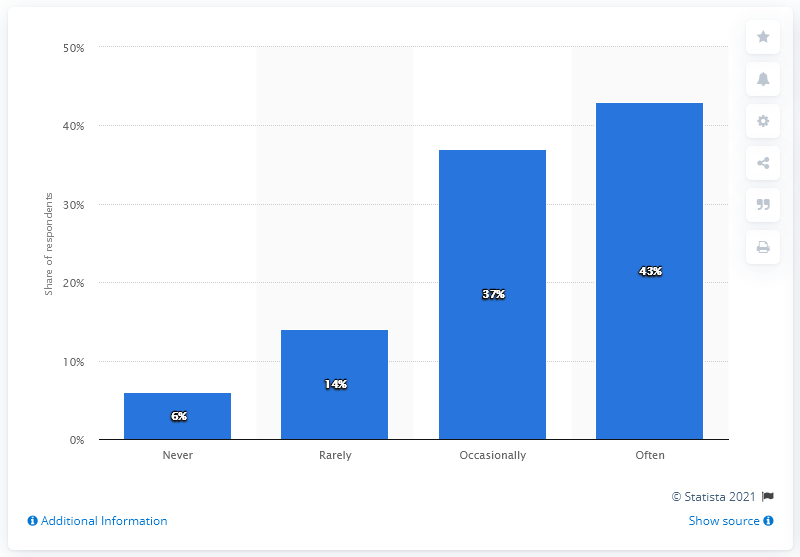 50%
40%
30%
20%
10%
0%
Share of respondents
6%
14%
37%
43%
Never
Rarely
Occasionally
Often
© Statista 2021
Additional Information
Show source